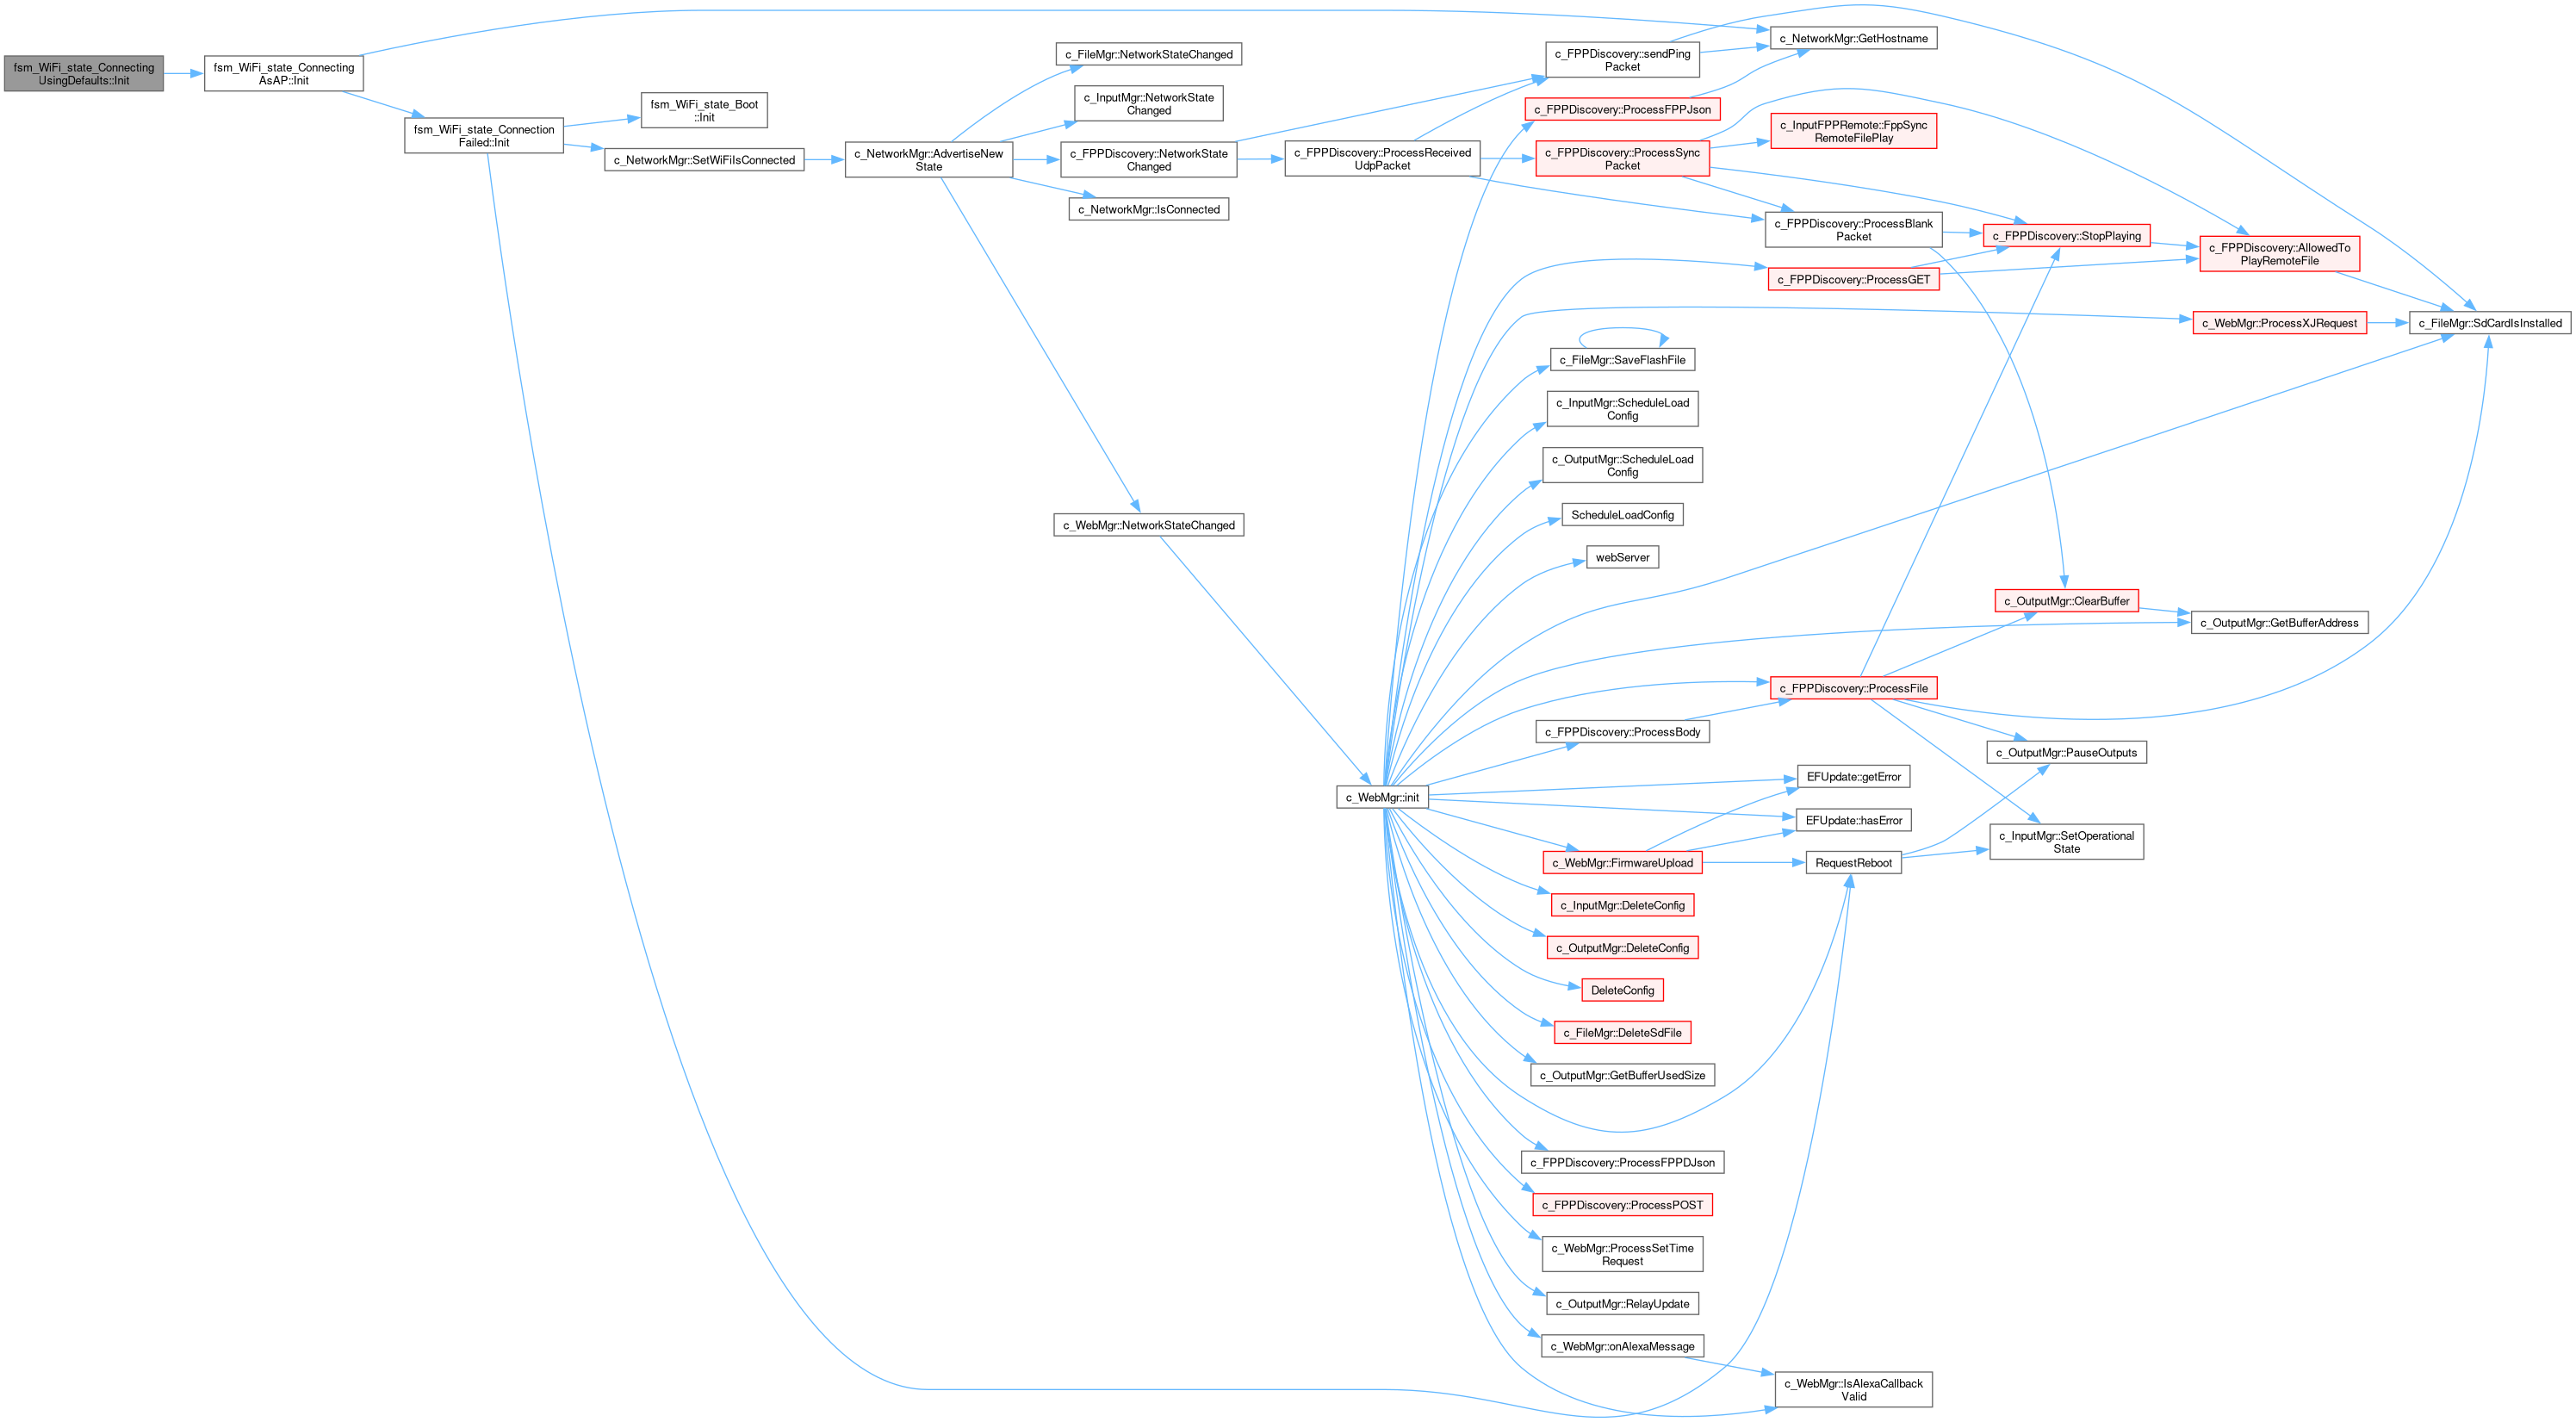 fsm_WiFi_state_Connecting
UsingDefaults::Init
fsm_WiFi_state_Connecting
AsAP::Init
fsm_WiFi_state_Connection
Failed::Init
fsm_WiFi_state_Boot
::Init
c_NetworkMgr::SetWiFiIsConnected
c_NetworkMgr::AdvertiseNew
State
c_FileMgr::NetworkStateChanged
c_InputMgr::NetworkState
Changed
c_FPPDiscovery::NetworkState
Changed
c_NetworkMgr::IsConnected
c_WebMgr::NetworkStateChanged
c_FPPDiscovery::ProcessReceived
UdpPacket
c_WebMgr::init
c_FPPDiscovery::sendPing
Packet
c_FPPDiscovery::ProcessFPPJson
c_FPPDiscovery::ProcessSync
Packet
c_FileMgr::SaveFlashFile
c_InputMgr::ScheduleLoad
Config
c_OutputMgr::ScheduleLoad
Config
ScheduleLoadConfig
webServer
c_FPPDiscovery::ProcessBody
c_WebMgr::FirmwareUpload
c_InputMgr::DeleteConfig
c_OutputMgr::DeleteConfig
DeleteConfig
c_FileMgr::DeleteSdFile
c_OutputMgr::GetBufferUsedSize
c_FPPDiscovery::ProcessFPPDJson
c_FPPDiscovery::ProcessPOST
c_WebMgr::ProcessSetTime
Request
c_OutputMgr::RelayUpdate
c_WebMgr::onAlexaMessage
c_NetworkMgr::GetHostname
c_InputFPPRemote::FppSync
RemoteFilePlay
c_FPPDiscovery::ProcessBlank
Packet
c_FPPDiscovery::ProcessGET
c_FPPDiscovery::ProcessFile
EFUpdate::getError
EFUpdate::hasError
RequestReboot
c_WebMgr::IsAlexaCallback
Valid
c_FPPDiscovery::StopPlaying
c_OutputMgr::ClearBuffer
c_OutputMgr::PauseOutputs
c_InputMgr::SetOperational
State
c_FPPDiscovery::AllowedTo
PlayRemoteFile
c_WebMgr::ProcessXJRequest
c_OutputMgr::GetBufferAddress
c_FileMgr::SdCardIsInstalled